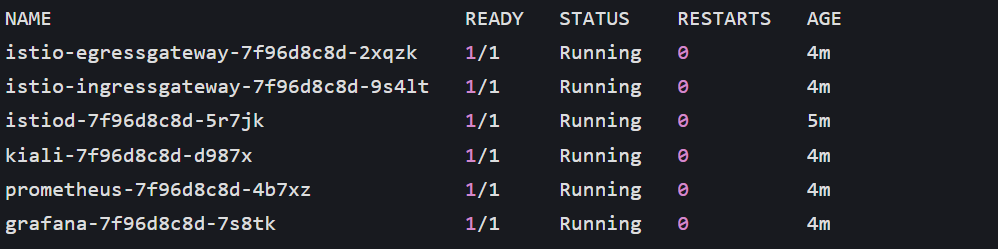 NAME READY STATUS RESTARTS AGE
istio-egressgateway-7f96d8c8d-2xqzk 1/1 Running 0 4m
istio-ingressgateway-7f96d8c8d-9s4lt 1/1 Running 0 4m
istiod-7f96d8c8d-5r7jk 1/1 Running 0 5m
kiali-7f96d8c8d-d987x 1/1 Running 0 4m
prometheus-7f96d8c8d-4b7xz 1/1 Running 0 4m
grafana-7f96d8c8d-7s8tk 1/1 Running 0 4m